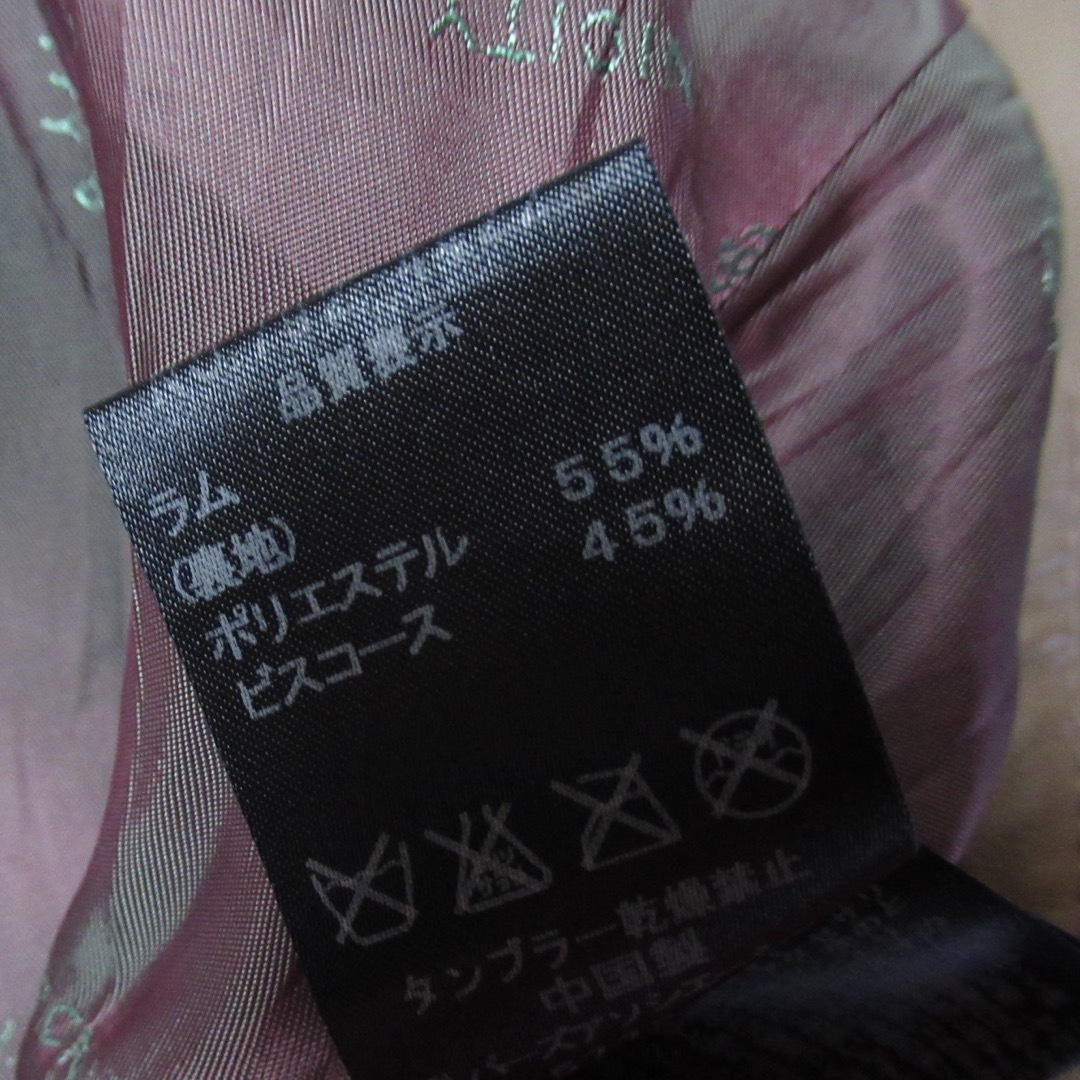 品質表示
ラム
(裏地)
ポリエステル 55%
ビスコース 45%
タンブラー乾燥禁止
中国製